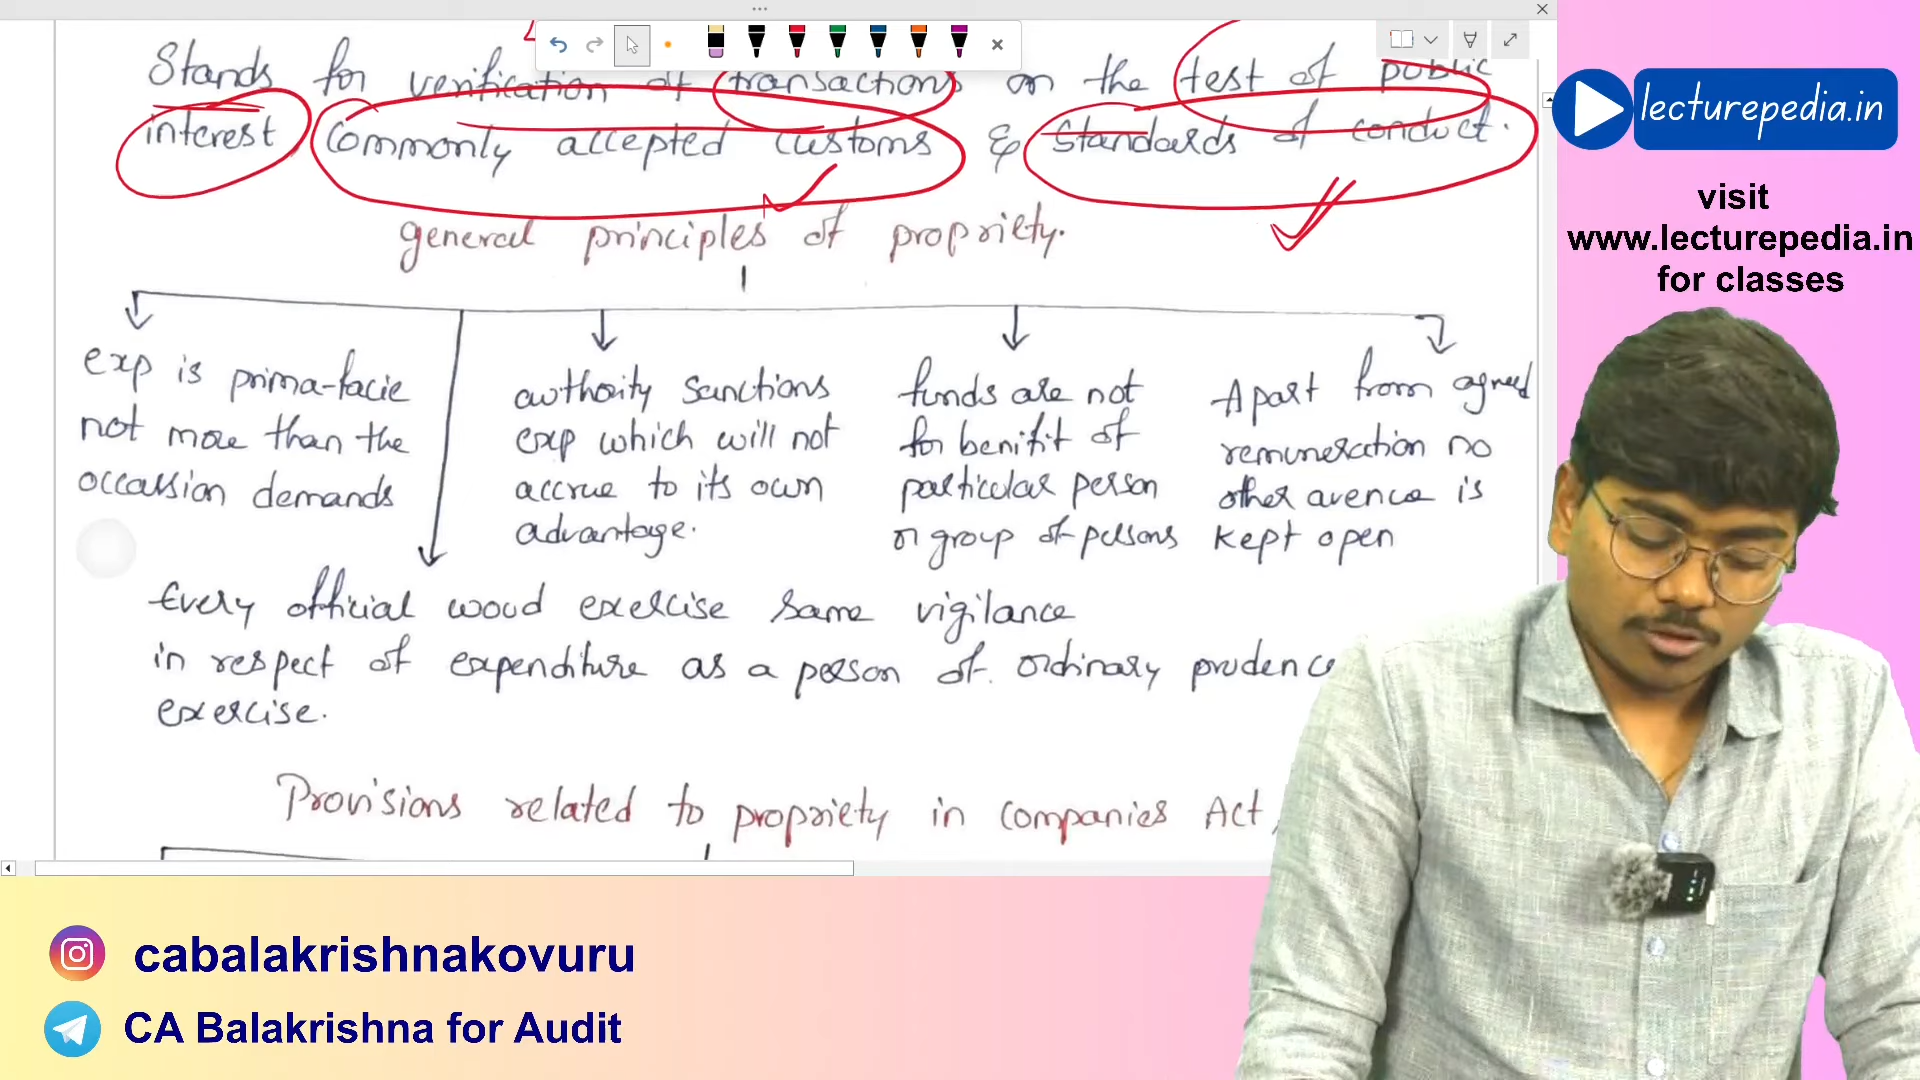 Stands for verification of transactions on the test of public
interest commonly accepted customs & standards of conduct.
general principles of propriety.
exp is prima-facie
not more than the
occassion demands
authority sanctions
exp which will not
accrue to its own
advantage.
funds are not
for benifit of
particular person
or group of persons
Apart from agreed
remuneration no
other avenue is
kept open
Every official woud exercise same vigilance
in respect of expenditure as a person of ordinary prudence
exercise.
Provisions related to propriety in companies Act,
lecturepedia.in
visit
www.lecturepedia.in
for classes
cabalakrishnakovuru
CA Balakrishna for Audit